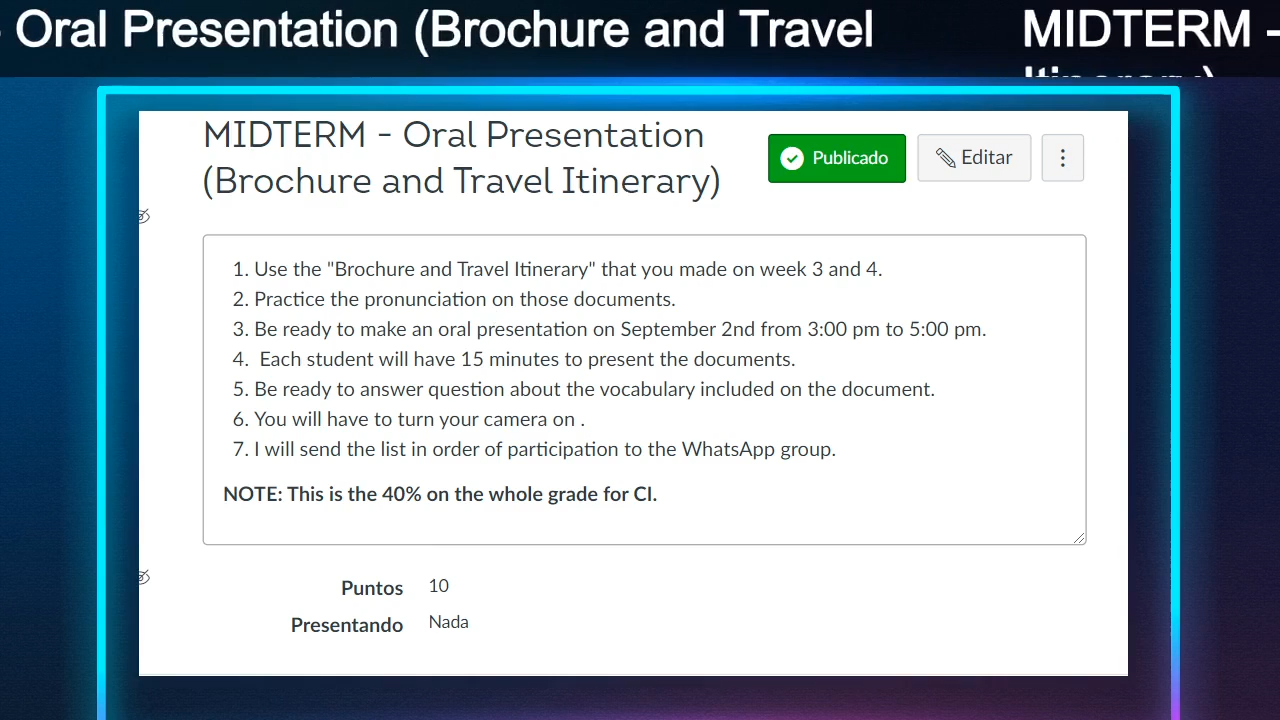 - Oral Presentation (Brochure and Travel
MIDTERM -
Itinerary)
MIDTERM - Oral Presentation
(Brochure and Travel Itinerary)
Publicado
Editar
1. Use the "Brochure and Travel Itinerary" that you made on week 3 and 4.
2. Practice the pronunciation on those documents.
3. Be ready to make an oral presentation on September 2nd from 3:00 pm to 5:00 pm.
4. Each student will have 15 minutes to present the documents.
5. Be ready to answer question about the vocabulary included on the document.
6. You will have to turn your camera on .
7. I will send the list in order of participation to the WhatsApp group.
NOTE: This is the 40% on the whole grade for CI.
Puntos 10
Presentando Nada